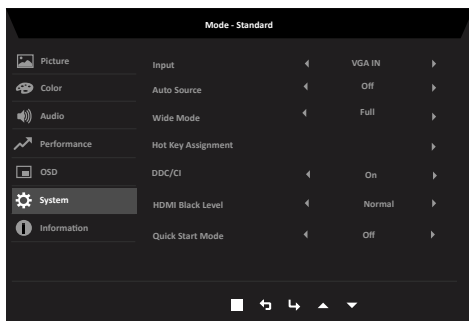 Mode - Standard
Picture
Color
Audio
Performance
OSD
System
Information
Input VGA IN
Auto Source Off
Wide Mode Full
Hot Key Assignment
DDC/CI On
HDMI Black Level Normal
Quick Start Mode Off